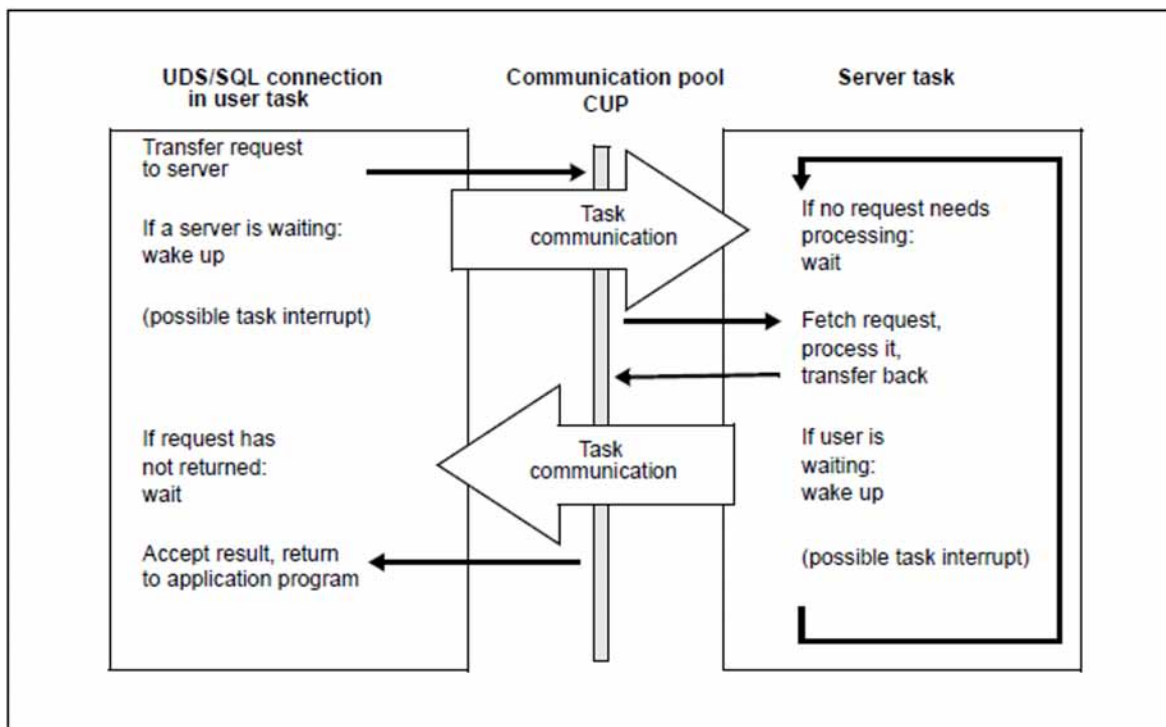 UDS/SQL connection
in user task
Communication pool
CUP
Server task
Transfer request
to server
If a server is waiting:
wake up
(possible task interrupt)
If request has
not returned:
wait
Accept result, return
to application program
Task
communication
Task
communication
If no request needs
processing:
wait
Fetch request,
process it,
transfer back
If user is
waiting:
wake up
(possible task interrupt)